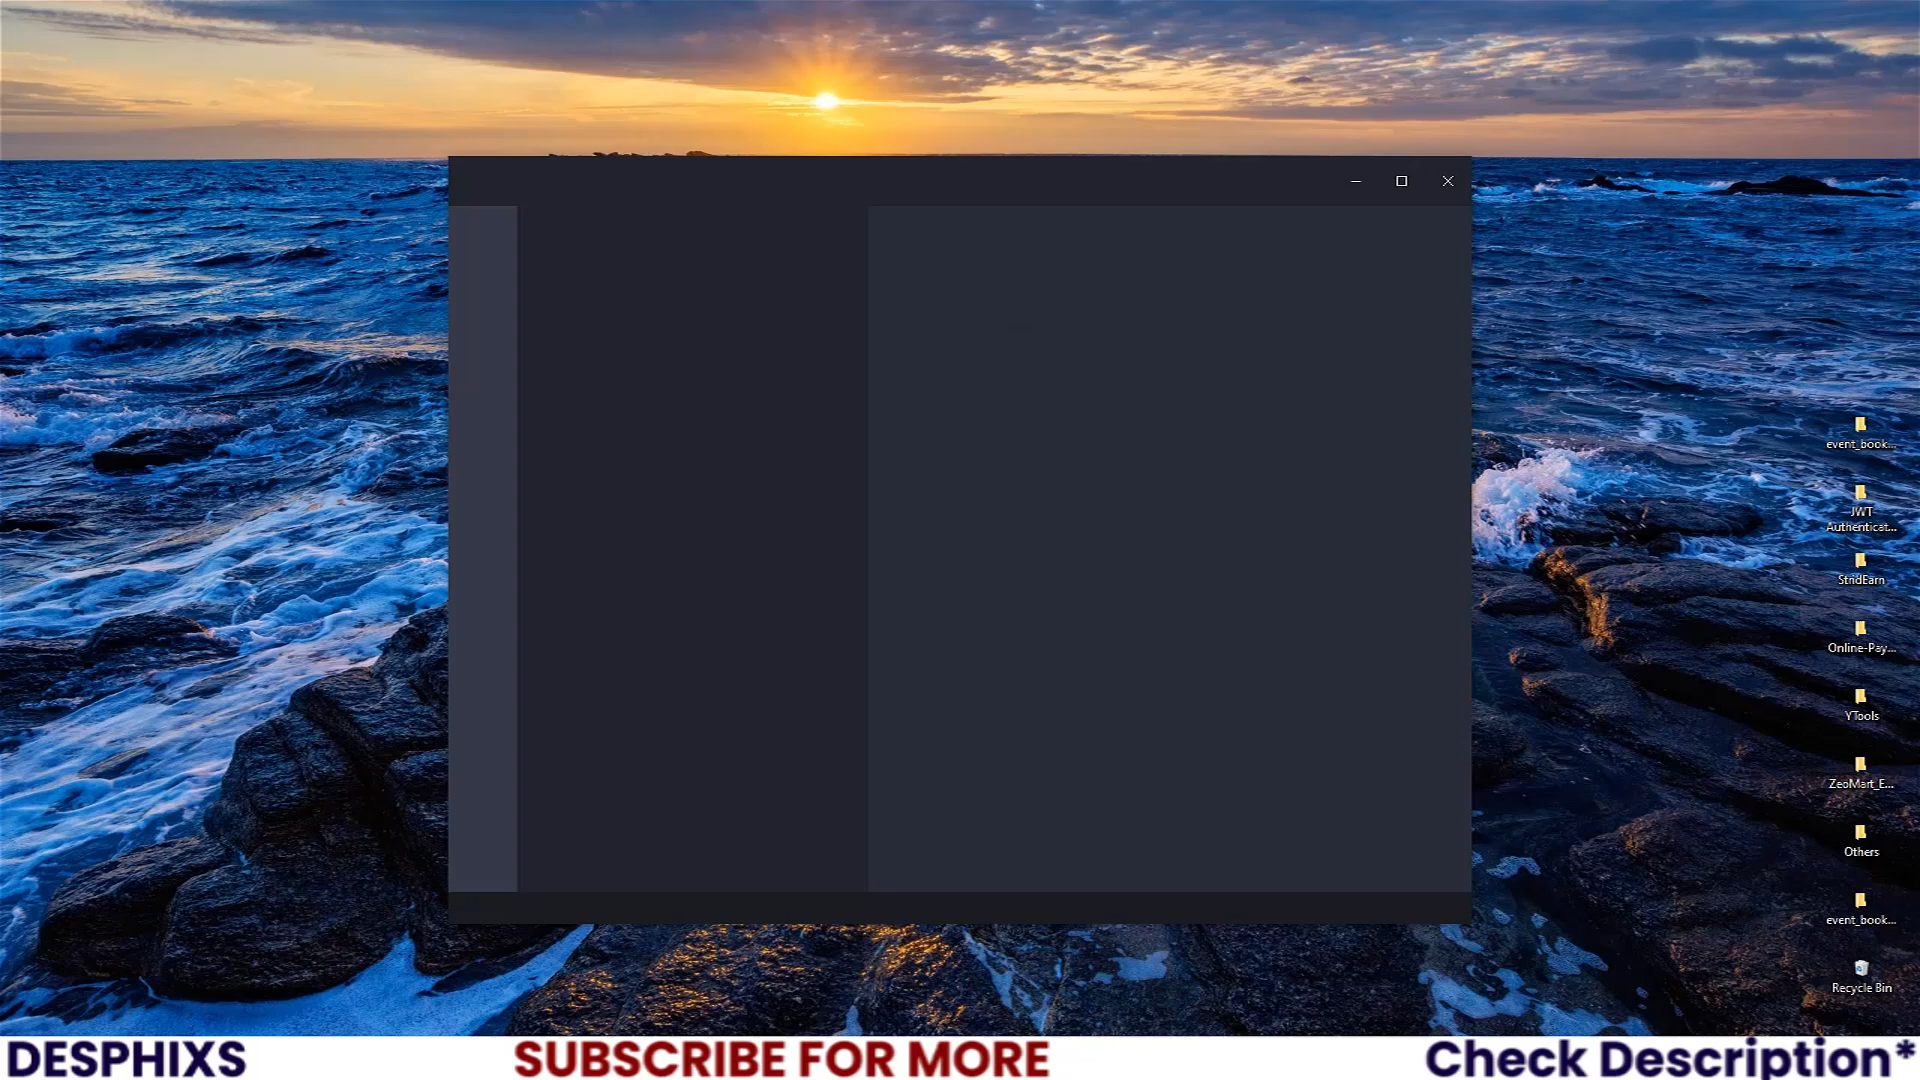 event_book...
JWT
Authenticat...
StridEarn
Online-Pay...
YTools
ZeoMart_E...
Others
event_book...
Recycle Bin
DESPHIXS
SUBSCRIBE FOR MORE
Check Description*